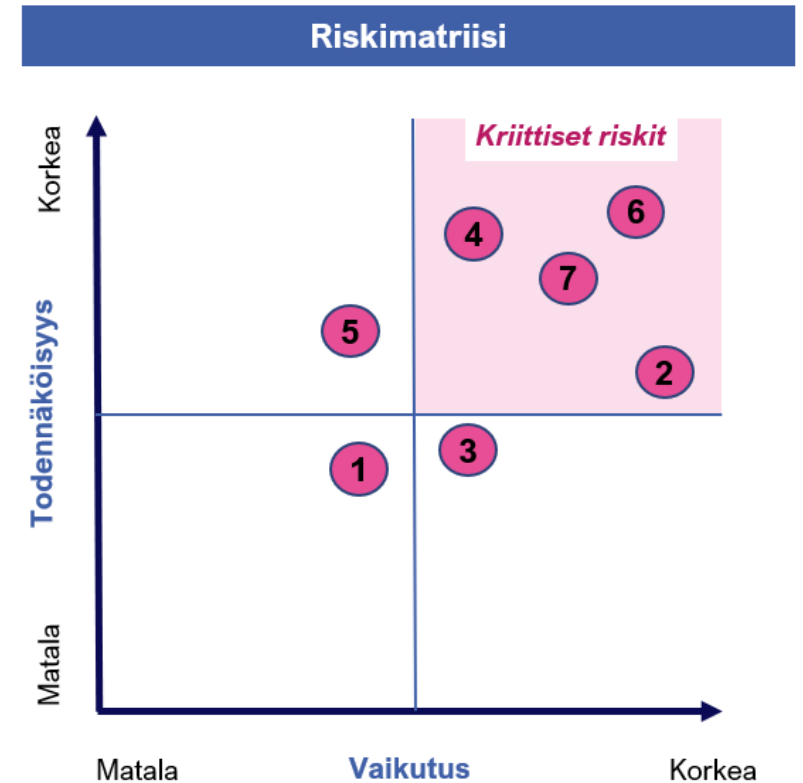 Riskimatriisi
Korkea
Kriittiset riskit
6
4
7
5
2
Todennäköisyys
3
1
Matala
Matala
Vaikutus
Korkea